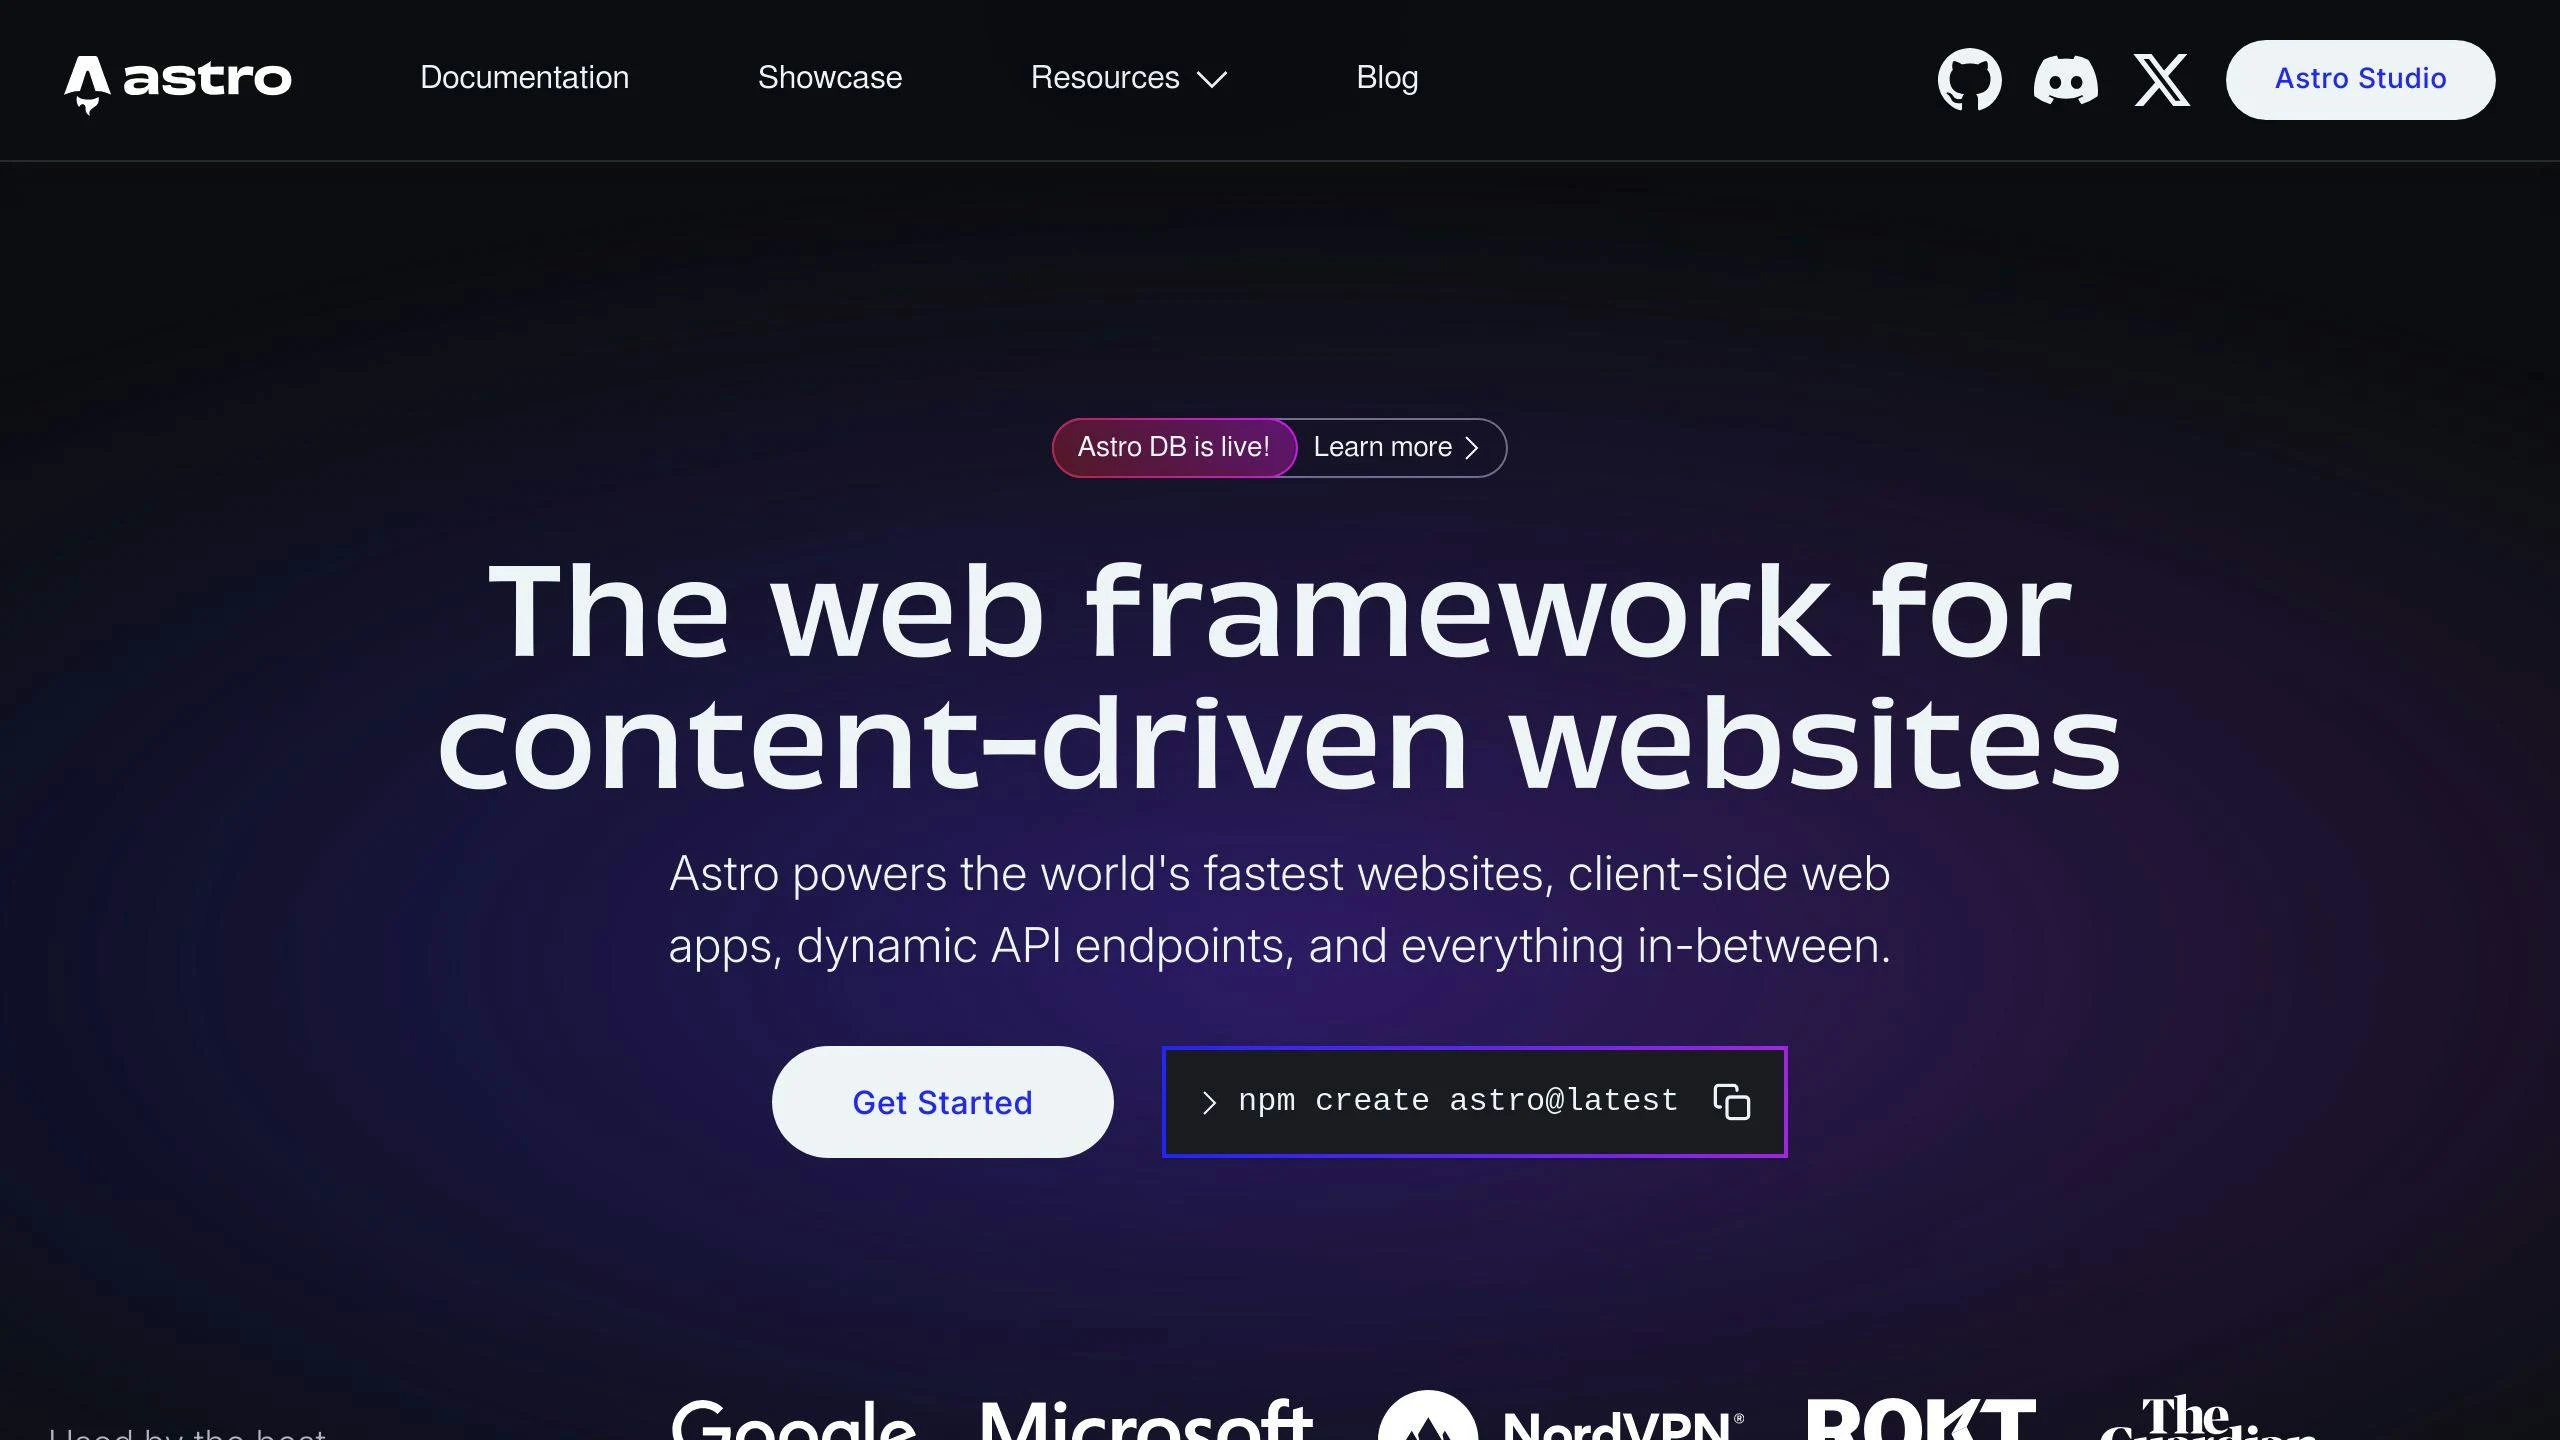 astro
Documentation
Showcase
Resources
Blog
Astro Studio
Astro DB is live! Learn more
The web framework for
content-driven websites
Astro powers the world's fastest websites, client-side web
apps, dynamic API endpoints, and everything in-between.
Get Started
npm create astro@latest
Used by the best
Google
Microsoft
NordVPN®
ROKT
The
Guardian